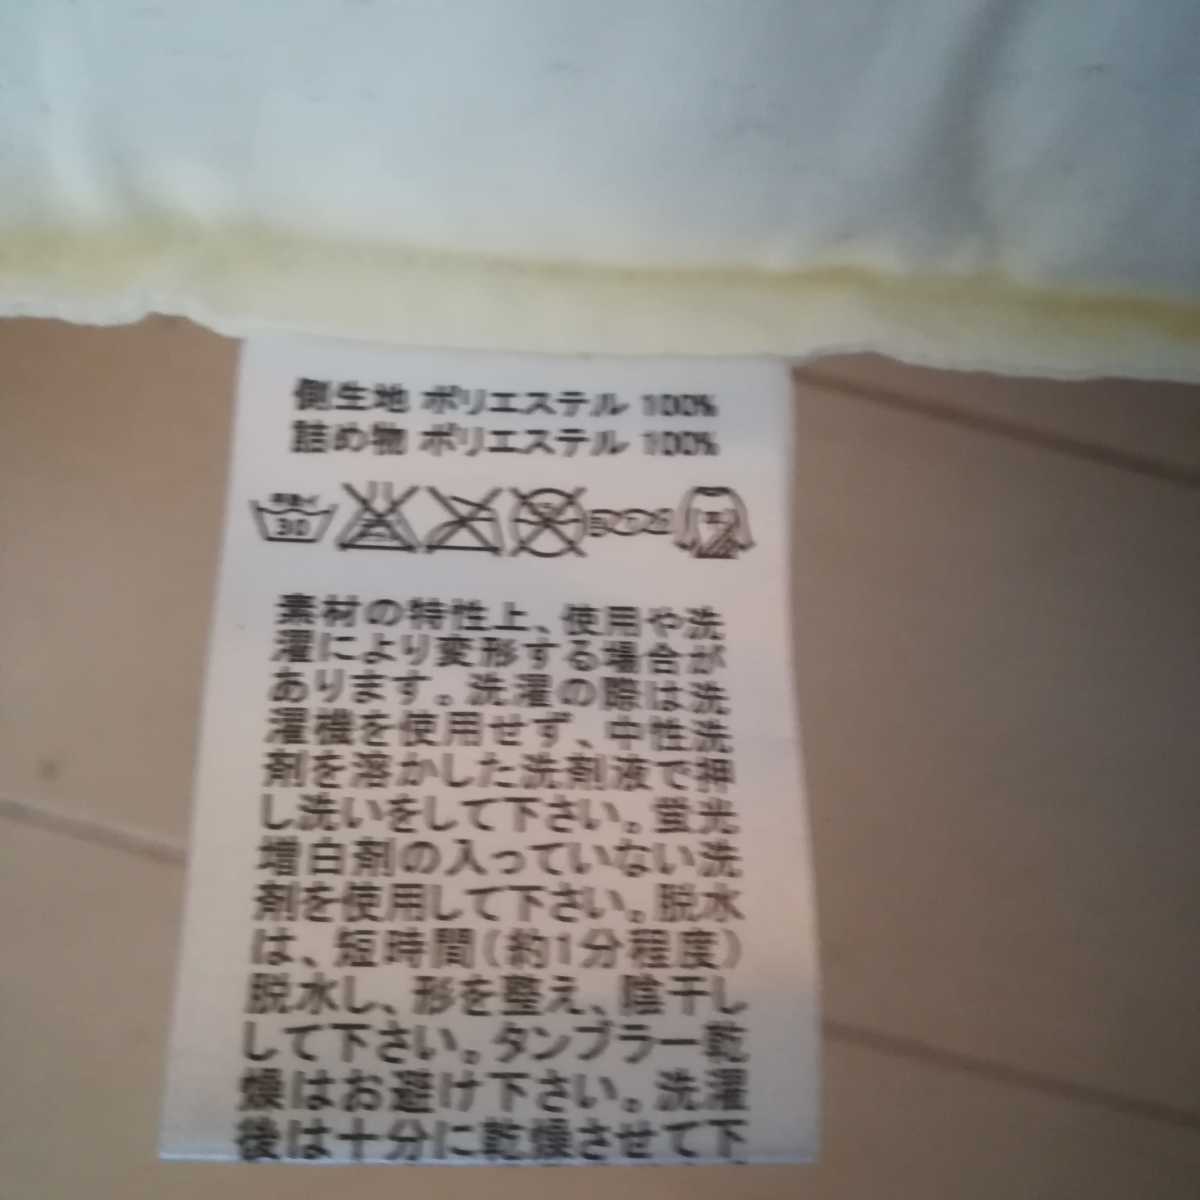 側生地 ポリエステル 100%
詰め物 ポリエステル 100%
30
素材の特性上、使用や洗
濯により変形する場合が
あります。洗濯の際は洗
濯機を使用せず、中性洗
剤を溶かした洗剤液で押
し洗いをして下さい。蛍光
増白剤の入っていない洗
剤を使用して下さい。脱水
は、短時間(約1分程度)
脱水し、形を整え、陰干し
して下さい。タンブラー乾
燥はお避け下さい。洗濯
後は十分に乾燥させて下